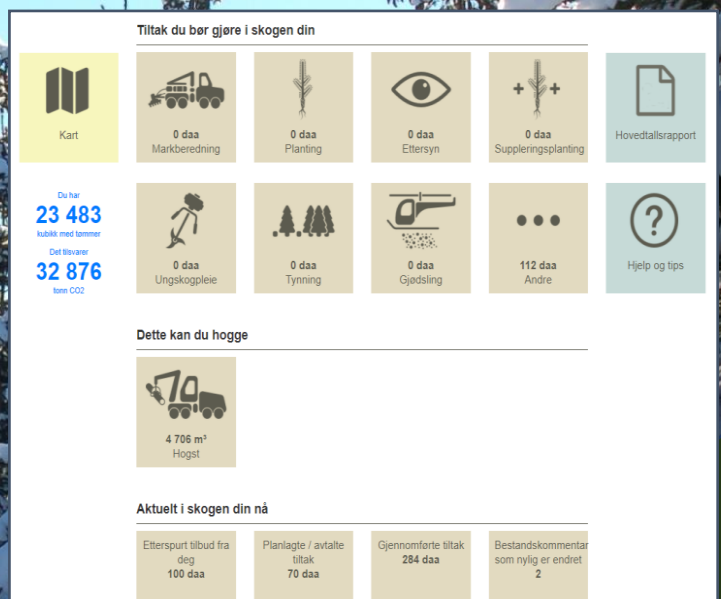 Tiltak du bør gjøre i skogen din
Kart
0 daa
Markberedning
0 daa
Planting
0 daa
Ettersyn
0 daa
Suppleringsplanting
Hovedtallsrapport
Du har
23 483
kubikk med tømmer
Det tilsvarer
32 876
tonn CO2
0 daa
Ungskogpleie
0 daa
Tynning
0 daa
Gjødsling
112 daa
Andre
Hjelp og tips
Dette kan du hogge
4 706 m³
Hogst
Aktuelt i skogen din nå
Etterspurt tilbud fra
deg
100 daa
Planlagte / avtalte
tiltak
70 daa
Gjennomførte tiltak
284 daa
Bestandskommentar
som nylig er endret
2